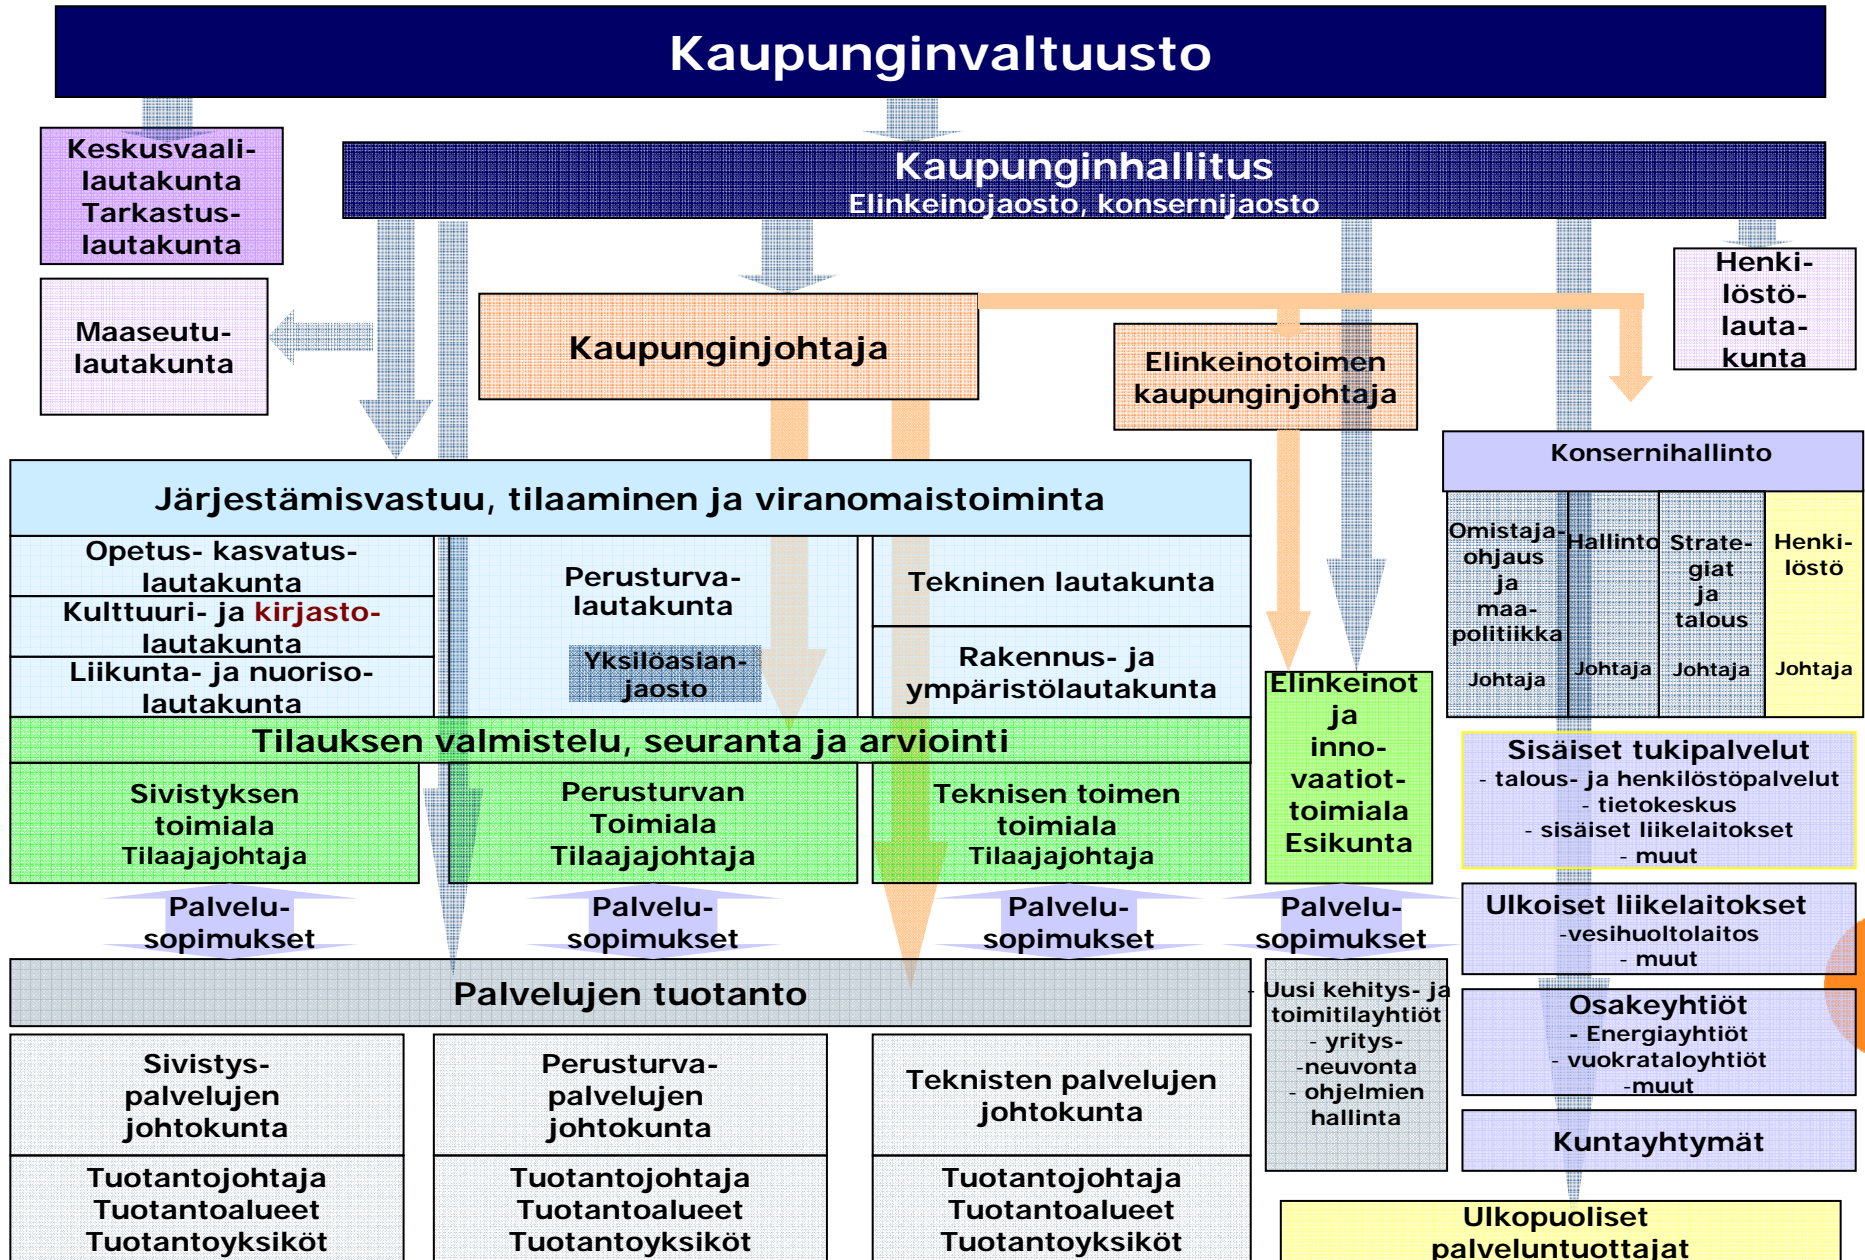 Kaupunginvaltuusto
Keskusvaali-
lautakunta
Tarkastus-
lautakunta
Kaupunginhallitus
Elinkeinojaosto, konsernijaosto
Henki-
löstö-
lauta-
kunta
Maaseutu-
lautakunta
Kaupunginjohtaja
Elinkeinotoimen
kaupunginjohtaja
Konsernihallinto
Omistaja-
ohjaus
ja
maa-
politiikka
Johtaja
Hallinto
Johtaja
Strate-
giat
ja
talous
Johtaja
Henki-
löstö
Johtaja
Järjestämisvastuu, tilaaminen ja viranomaistoiminta
Opetus- kasvatus-
lautakunta
Kulttuuri- ja kirjasto-
lautakunta
Liikunta- ja nuoriso-
lautakunta
Perusturva-
lautakunta
Yksilöasian-
jaosto
Tekninen lautakunta
Rakennus- ja
ympäristölautakunta
Tilauksen valmistelu, seuranta ja arviointi
Sivistyksen
toimiala
Tilaajajohtaja
Perusturvan
Toimiala
Tilaajajohtaja
Teknisen toimen
toimiala
Tilaajajohtaja
Elinkeinot
ja
inno-
vaatiot-
toimiala
Esikunta
Sisäiset tukipalvelut
- talous- ja henkilöstöpalvelut
- tietokeskus
- sisäiset liikelaitokset
- muut
Palvelu-
sopimukset
Palvelu-
sopimukset
Palvelu-
sopimukset
Palvelu-
sopimukset
Ulkoiset liikelaitokset
-vesihuoltolaitos
- muut
Palvelujen tuotanto
- Uusi kehitys- ja
toimitilayhtiöt
- yritys-
-neuvonta
- ohjelmien
hallinta
Osakeyhtiöt
- Energiayhtiöt
- vuokrataloyhtiöt
-muut
Sivistys-
palvelujen
johtokunta
Perusturva-
palvelujen
johtokunta
Teknisten palvelujen
johtokunta
Kuntayhtymät
Tuotantojohtaja
Tuotantoalueet
Tuotantoyksiköt
Tuotantojohtaja
Tuotantoalueet
Tuotantoyksiköt
Tuotantojohtaja
Tuotantoalueet
Tuotantoyksiköt
Ulkopuoliset
palveluntuottajat